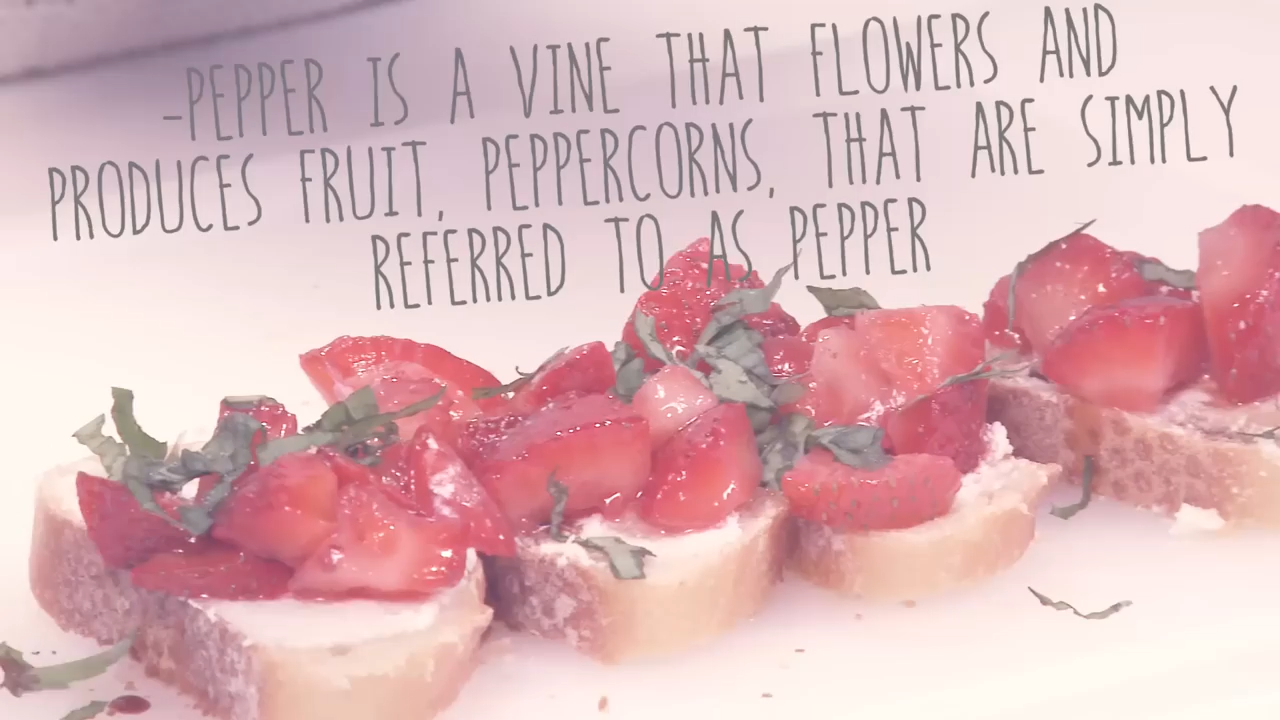 -PEPPER IS A VINE THAT FLOWERS AND
PRODUCES FRUIT, PEPPERCORNS, THAT ARE SIMPLY
REFERRED TO AS PEPPER